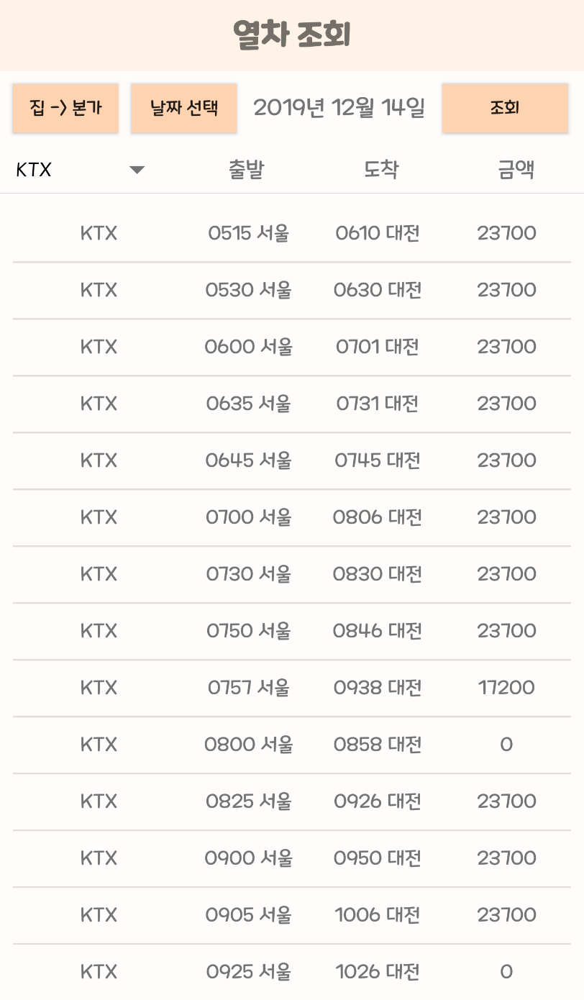 열차 조회
집 -> 본가 날짜 선택 2019년 12월 14일 조회
KTX 출발 도착 금액
KTX 0515 서울 0610 대전 23700
KTX 0530 서울 0630 대전 23700
KTX 0600 서울 0701 대전 23700
KTX 0635 서울 0731 대전 23700
KTX 0645 서울 0745 대전 23700
KTX 0700 서울 0806 대전 23700
KTX 0730 서울 0830 대전 23700
KTX 0750 서울 0846 대전 23700
KTX 0757 서울 0938 대전 17200
KTX 0800 서울 0858 대전 0
KTX 0825 서울 0926 대전 23700
KTX 0900 서울 0950 대전 23700
KTX 0905 서울 1006 대전 23700
KTX 0925 서울 1026 대전 0